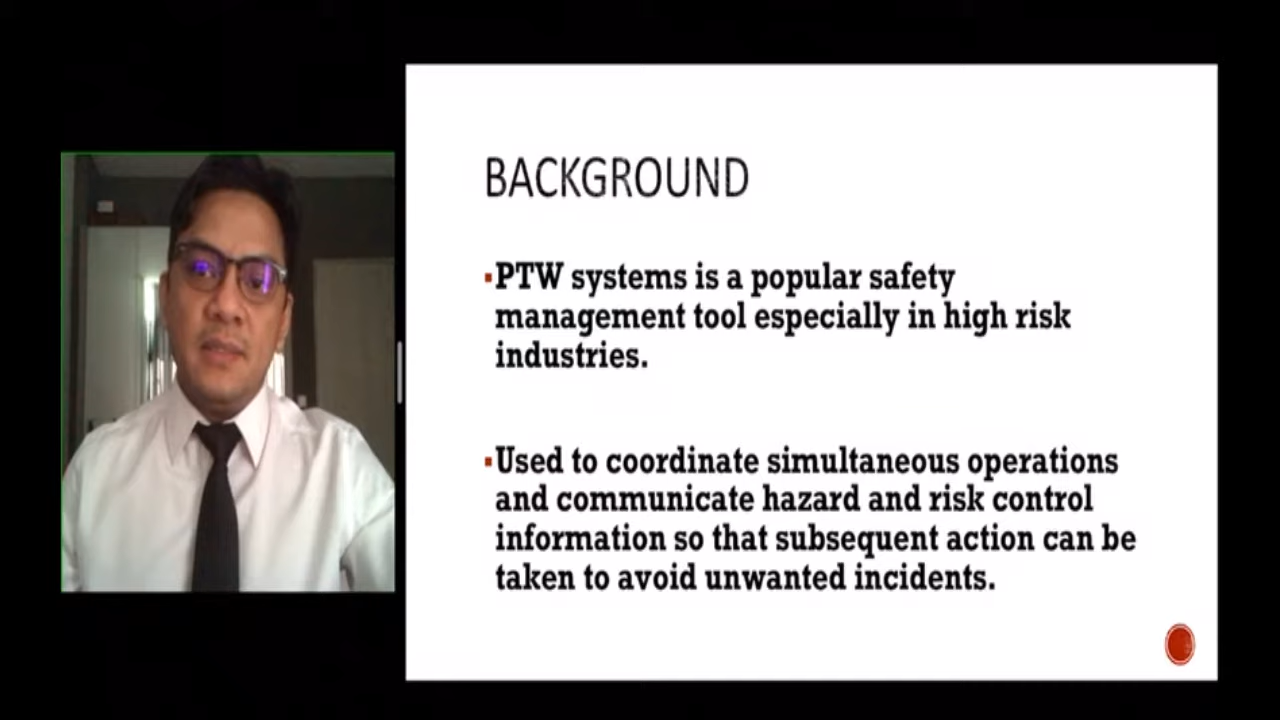 BACKGROUND
▪PTW systems is a popular safety
management tool especially in high risk
industries.
▪Used to coordinate simultaneous operations
and communicate hazard and risk control
information so that subsequent action can be
taken to avoid unwanted incidents.